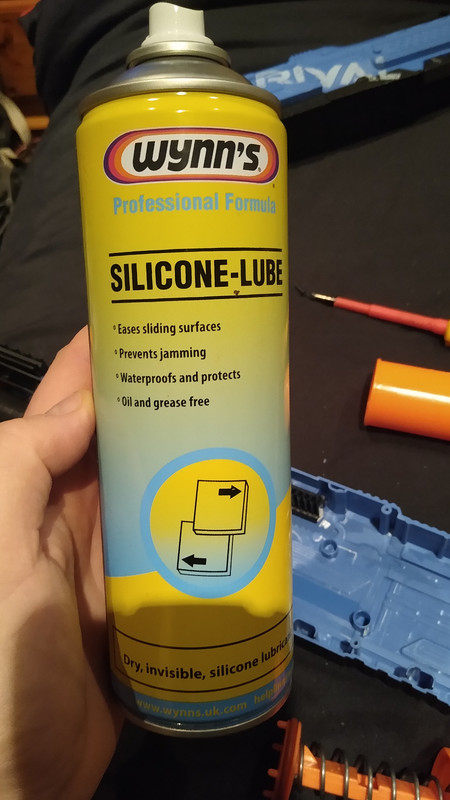 RIVAL
WYNN'S
Professional Formula
SILICONE-LUBE
Eases sliding surfaces
Prevents jamming
Waterproofs and protects
Oil and grease free
Dry, invisible, silicone
www.wynns.uk.com